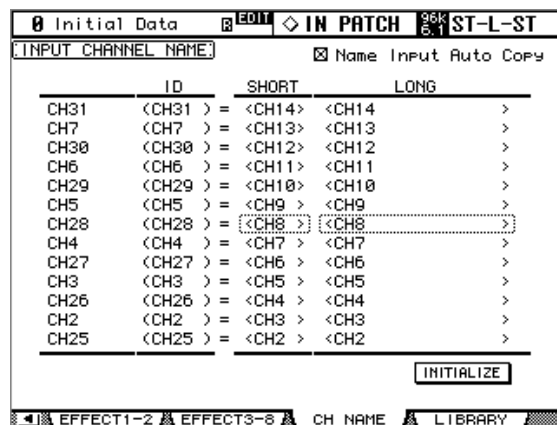 0 Initial Data EDIT IN PATCH 96k 6.1 ST-L-ST
INPUT CHANNEL NAME
Name Input Auto Copy
ID SHORT LONG
CH31 (CH31 ) = <CH14> <CH14 >
CH7 (CH7 ) = <CH13> <CH13 >
CH30 (CH30 ) = <CH12> <CH12 >
CH6 (CH6 ) = <CH11> <CH11 >
CH29 (CH29 ) = <CH10> <CH10 >
CH5 (CH5 ) = <CH9 > <CH9 >
CH28 (CH28 ) = <CH8 > <CH8 >
CH4 (CH4 ) = <CH7 > <CH7 >
CH27 (CH27 ) = <CH6 > <CH6 >
CH3 (CH3 ) = <CH5 > <CH5 >
CH26 (CH26 ) = <CH4 > <CH4 >
CH2 (CH2 ) = <CH3 > <CH3 >
CH25 (CH25 ) = <CH2 > <CH2 >
INITIALIZE
EFFECT1-2 EFFECT3-8 CH NAME LIBRARY